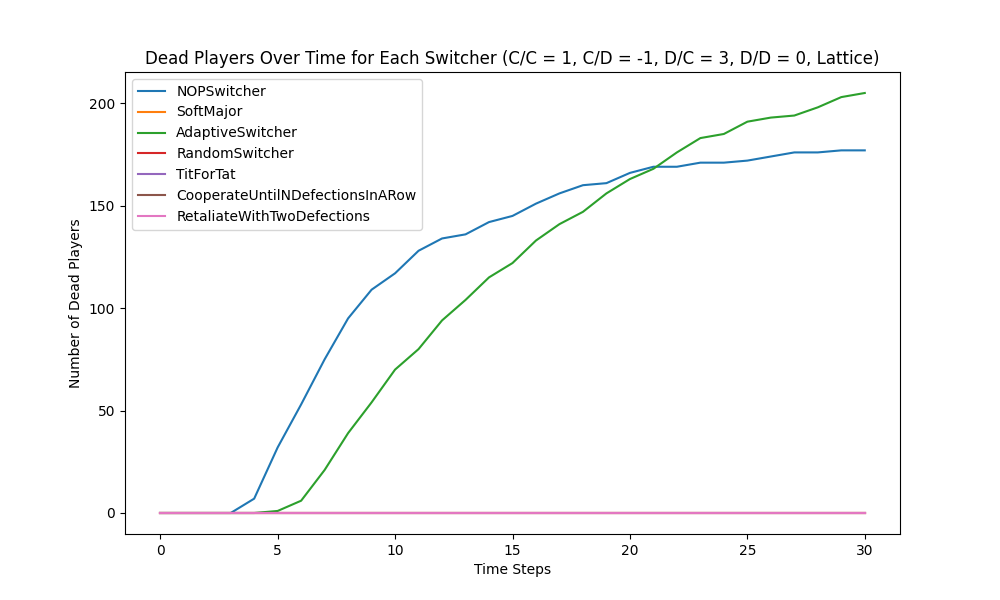 Dead Players Over Time for Each Switcher (C/C = 1, C/D = -1, D/C = 3, D/D = 0, Lattice)
NOPSwitcher
SoftMajor
AdaptiveSwitcher
RandomSwitcher
TitForTat
CooperateUntilNDefectionsInARow
RetaliateWithTwoDefections
Number of Dead Players
200
150
100
50
0
0 5 10 15 20 25 30
Time Steps